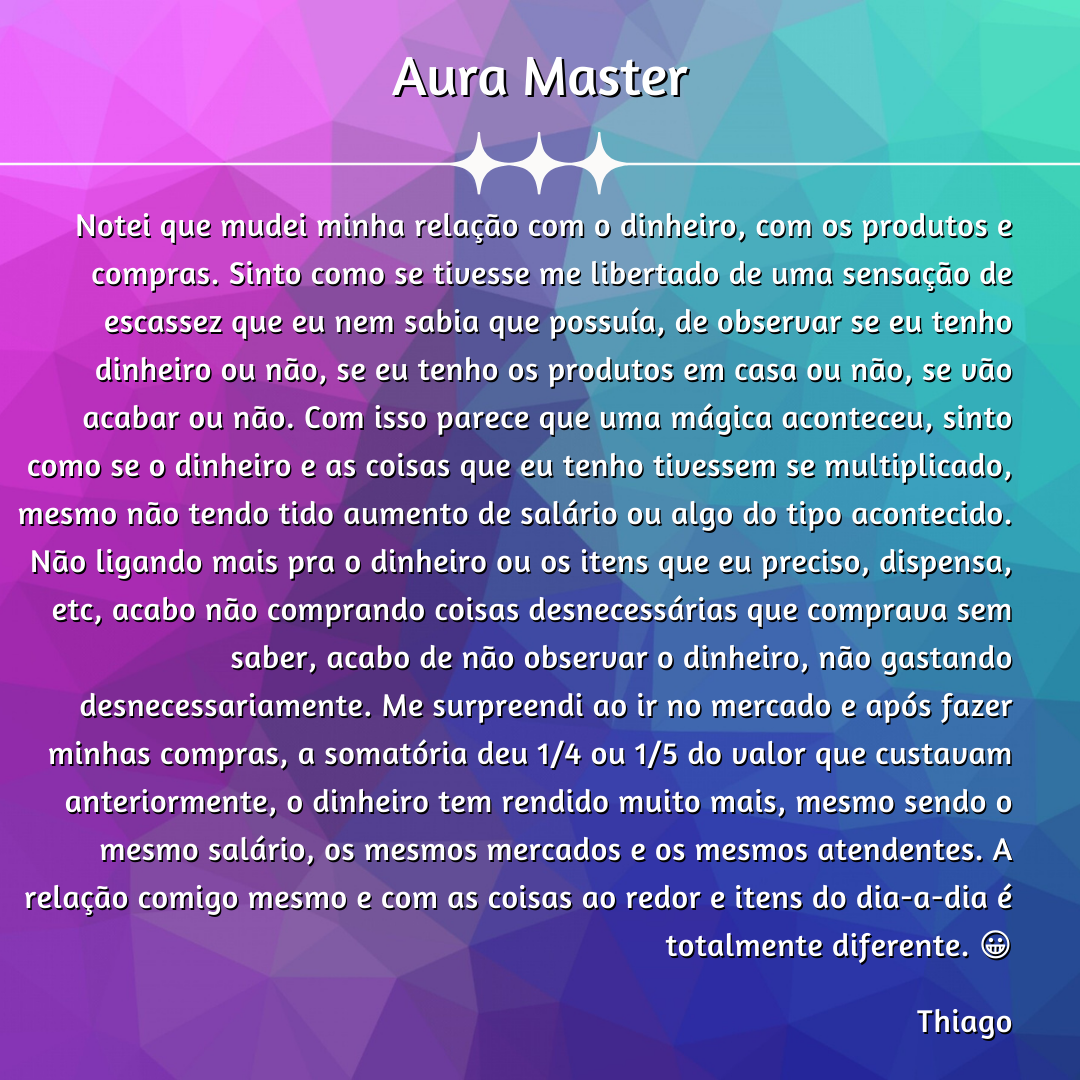 Aura Master
Notei que mudei minha relação com o dinheiro, com os produtos e
compras. Sinto como se tivesse me libertado de uma sensação de
escassez que eu nem sabia que possuía, de observar se eu tenho
dinheiro ou não, se eu tenho os produtos em casa ou não, se vão
acabar ou não. Com isso parece que uma mágica aconteceu, sinto
como se o dinheiro e as coisas que eu tenho tivessem se multiplicado,
mesmo não tendo tido aumento de salário ou algo do tipo acontecido.
Não ligando mais pra o dinheiro ou os itens que eu preciso, dispensa,
etc, acabo não comprando coisas desnecessárias que comprava sem
saber, acabo de não observar o dinheiro, não gastando
desnecessariamente. Me surpreendi ao ir no mercado e após fazer
minhas compras, a somatória deu 1/4 ou 1/5 do valor que custavam
anteriormente, o dinheiro tem rendido muito mais, mesmo sendo o
mesmo salário, os mesmos mercados e os mesmos atendentes. A
relação comigo mesmo e com as coisas ao redor e itens do dia-a-dia é
totalmente diferente. 😀
Thiago